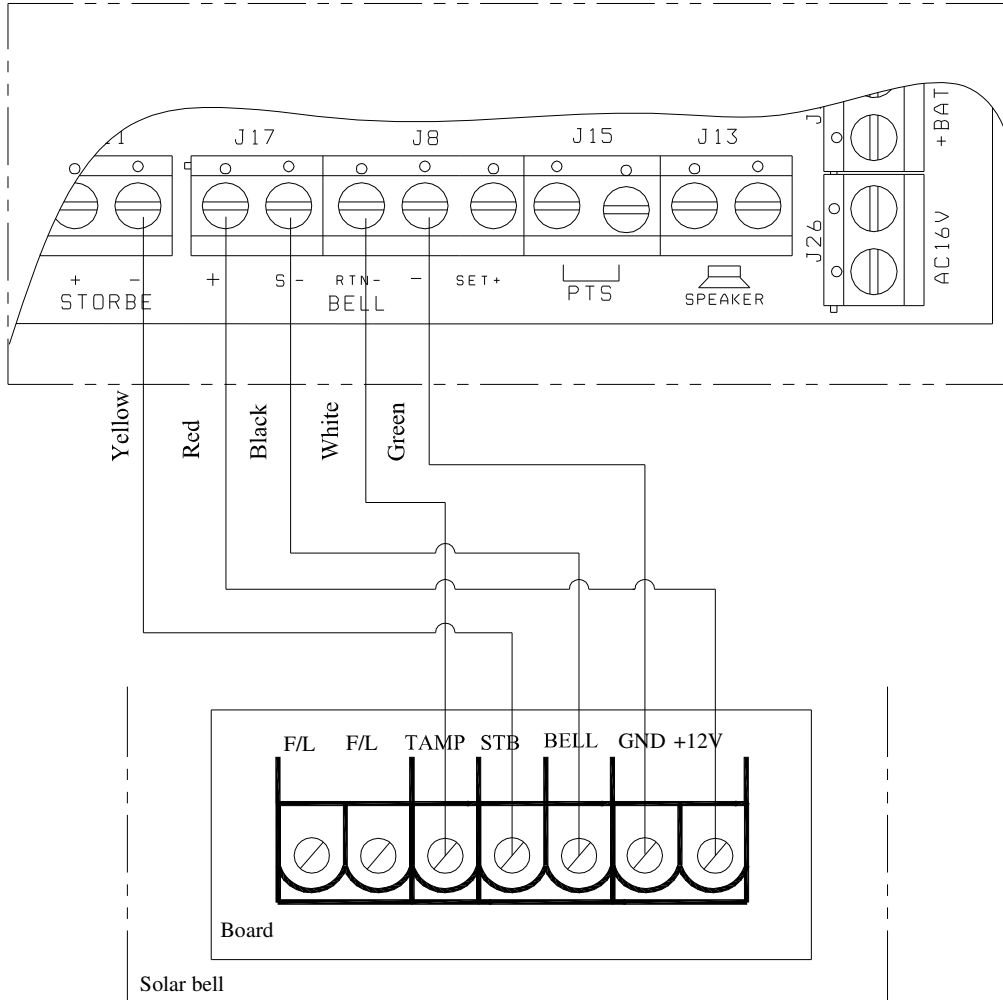 J17 J8 J15 J13
J
+BAT
J26
AC16V
+ - + S - RTN- - SET+
STORBE BELL PTS SPEAKER
Yellow
Red
Black
White
Green
F/L F/L TAMP STB BELL GND +12V
Board
Solar bell